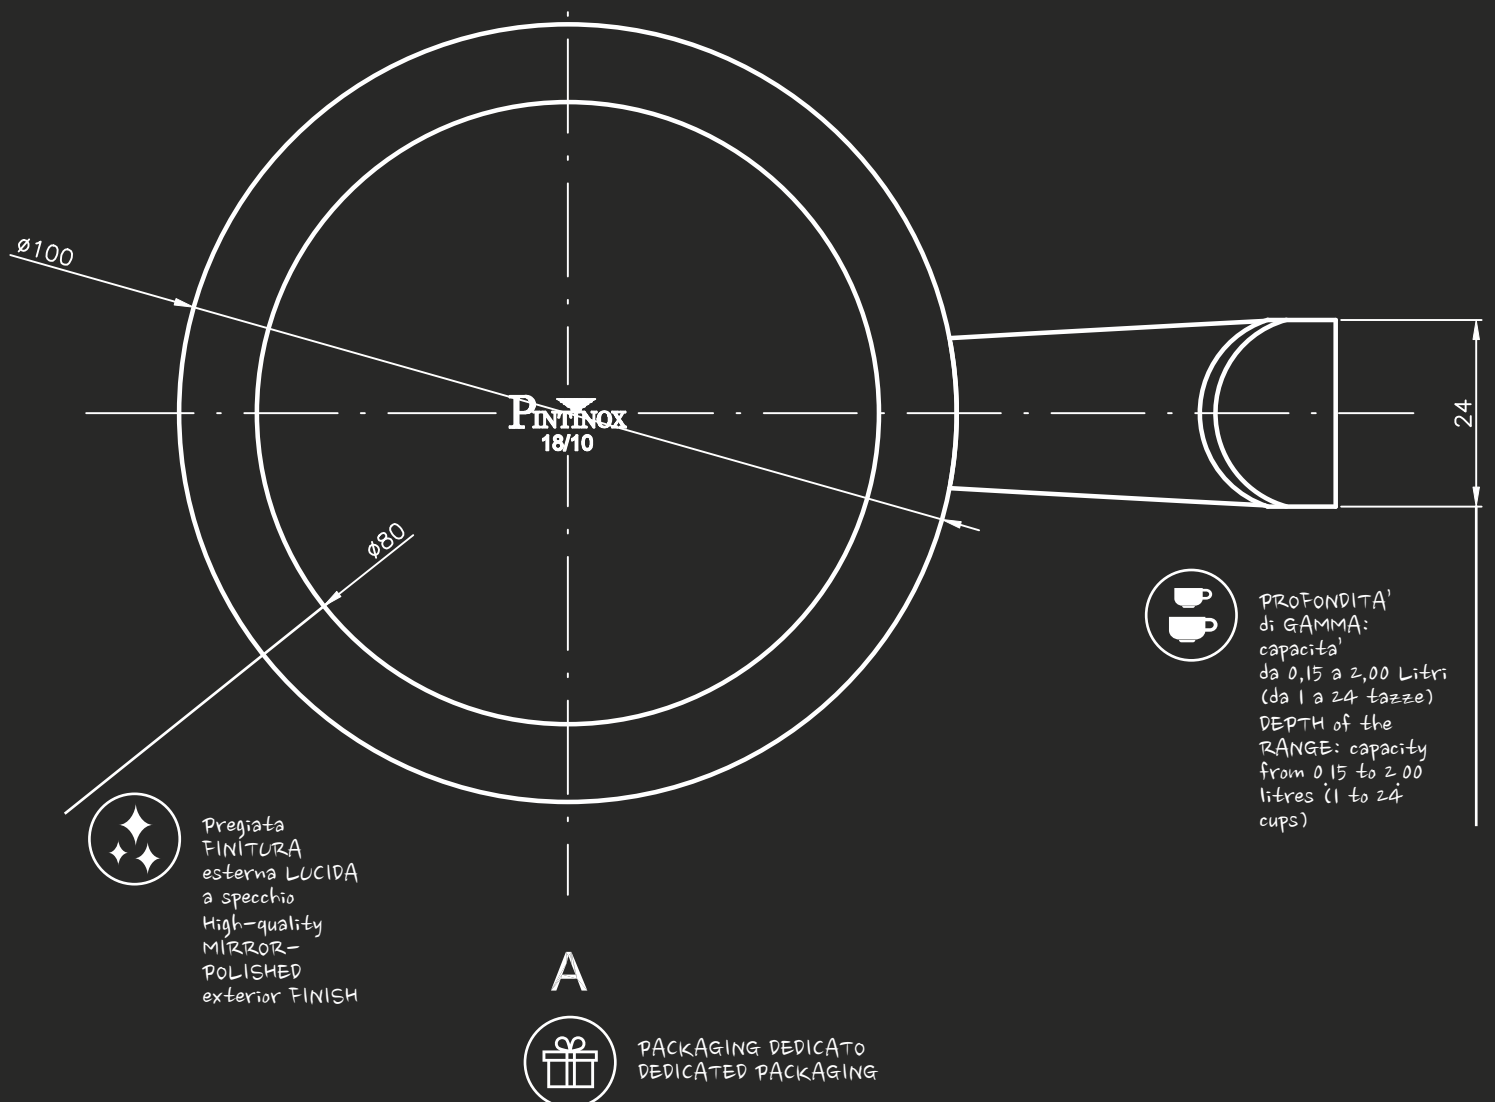 ø100
PINTINOX
18/10
24
ø80
PROFONDITA'
di GAMMA:
capacita'
da 0,15 a 2,00 Litri
(da 1 a 24 tazze)
DEPTH of the
RANGE: capacity
from 0.15 to 2.00
litres (1 to 24
cups)
Pregiata
FINITURA
esterna LUCIDA
a specchio
High-quality
MIRROR-
POLISHED
exterior FINISH
A
PACKAGING DEDICATO
DEDICATED PACKAGING